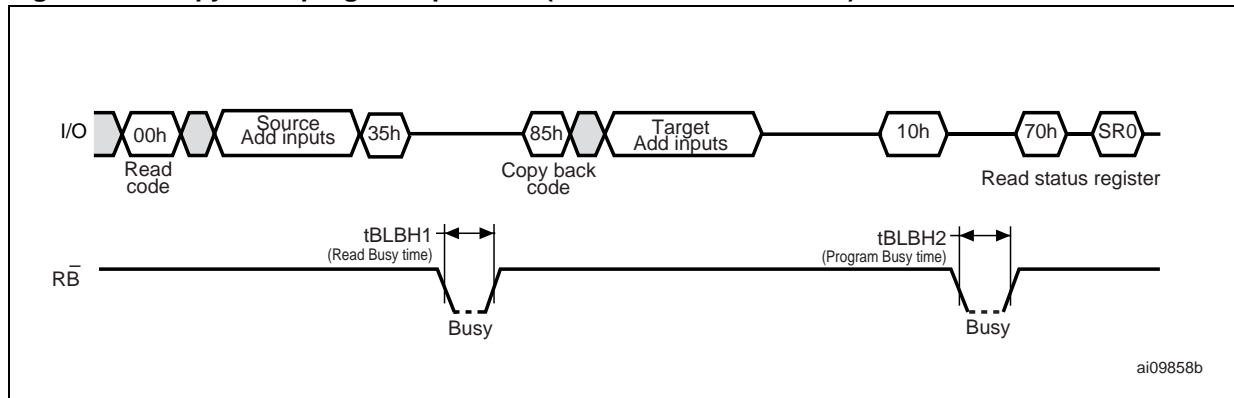 I/O
00h
Source
Add inputs
35h
85h
Target
Add inputs
10h
70h
SR0
Read
code
Copy back
code
Read status register
tBLBH1
(Read Busy time)
tBLBH2
(Program Busy time)
RB̅
Busy
Busy
ai09858b